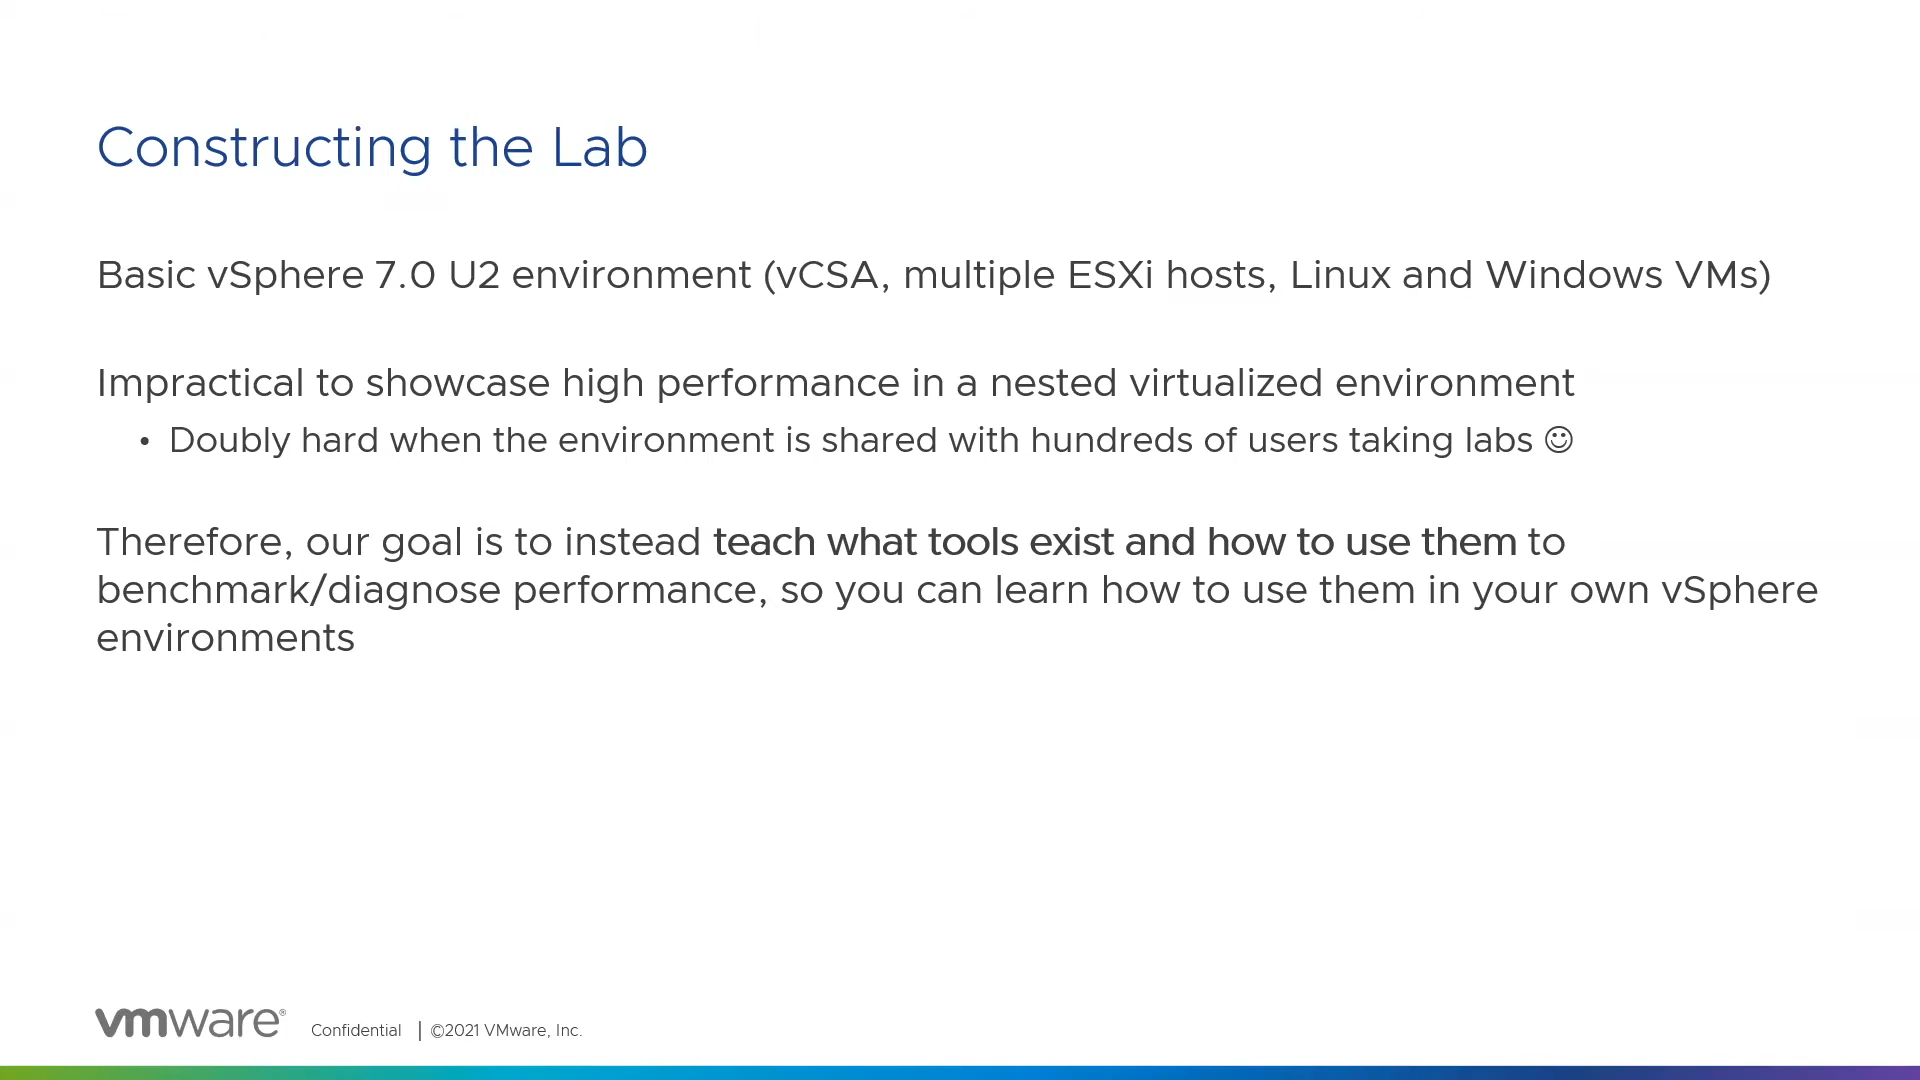 Constructing the Lab
Basic vSphere 7.0 U2 environment (vCSA, multiple ESXi hosts, Linux and Windows VMs)
Impractical to showcase high performance in a nested virtualized environment
• Doubly hard when the environment is shared with hundreds of users taking labs ☺
Therefore, our goal is to instead teach what tools exist and how to use them to
benchmark/diagnose performance, so you can learn how to use them in your own vSphere
environments
vmware® Confidential │ ©2021 VMware, Inc.